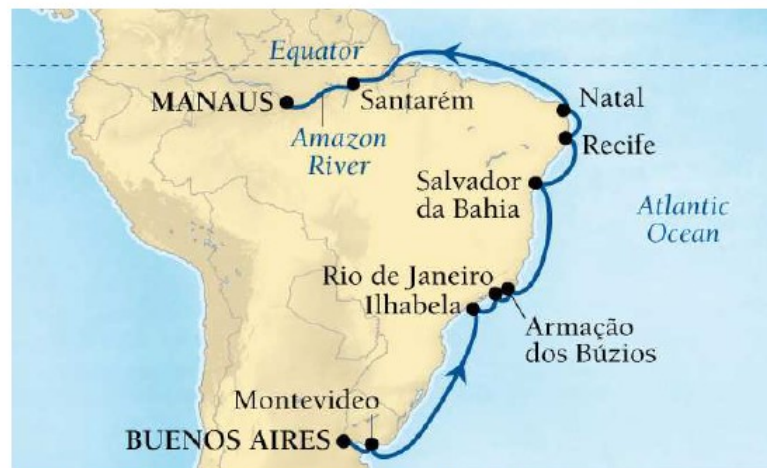 Equator
MANAUS
Santarém
Natal
Amazon
River
Recife
Salvador
da Bahia
Atlantic
Ocean
Rio de Janeiro
Ilhabela
Armação
dos Búzios
Montevideo
BUENOS AIRES